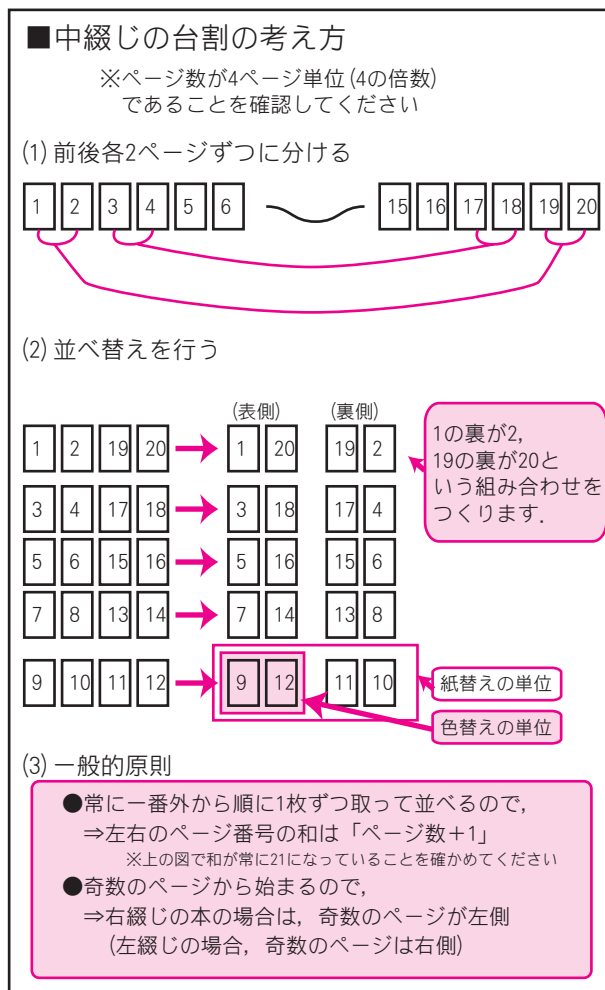 ■中綴じの台割の考え方
※ページ数が4ページ単位(4の倍数)
であることを確認してください
(1) 前後各2ページずつに分ける
1 2 3 4 5 6 15 16 17 18 19 20
(2) 並べ替えを行う
(表側) (裏側)
1 2 19 20 1 20 19 2
3 4 17 18 3 18 17 4
5 6 15 16 5 16 15 6
7 8 13 14 7 14 13 8
9 10 11 12 9 12 11 10
1の裏が2,
19の裏が20と
いう組み合わせを
つくります.
紙替えの単位
色替えの単位
(3) 一般的原則
●常に一番外から順に1枚ずつ取って並べるので,
⇒左右のページ番号の和は「ページ数+1」
※上の図で和が常に21になっていることを確かめてください
●奇数のページから始まるので,
⇒右綴じの本の場合は, 奇数のページが左側
(左綴じの場合, 奇数のページは右側)